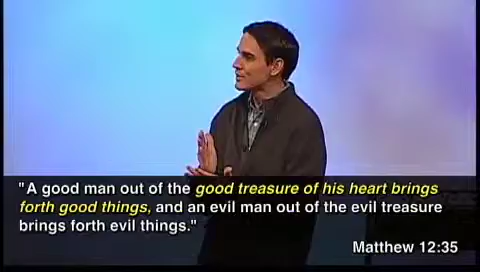 "A good man out of the good treasure of his heart brings
forth good things, and an evil man out of the evil treasure
brings forth evil things."
Matthew 12:35